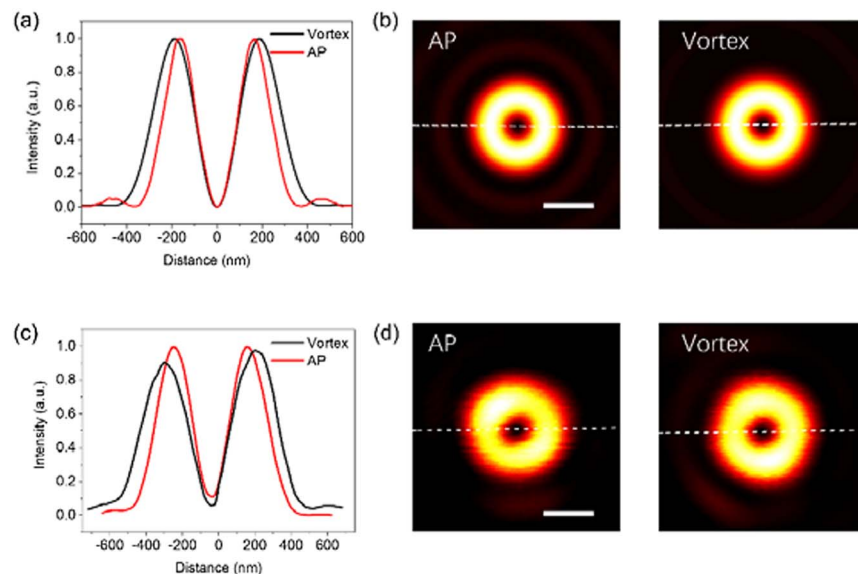 (a)
Vortex
AP
1.0
0.8
0.6
0.4
0.2
0.0
Intensity (a.u.)
-600 -400 -200 0 200 400 600
Distance (nm)
(b)
AP
Vortex
(c)
Vortex
AP
1.0
0.8
0.6
0.4
0.2
0.0
Intensity (a.u.)
-600 -400 -200 0 200 400 600
Distance (nm)
(d)
AP
Vortex